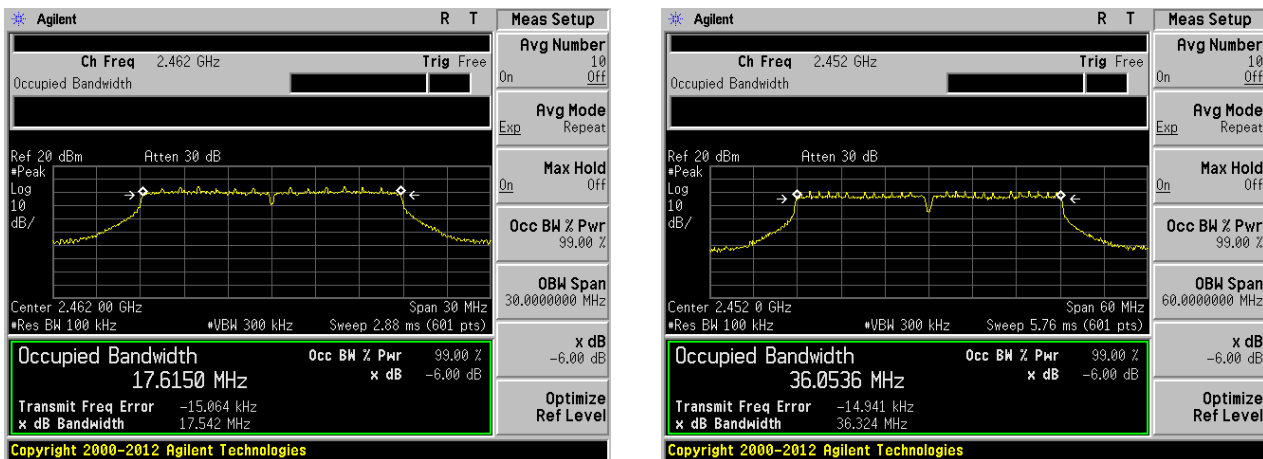 Agilent R T
Ch Freq 2.462 GHz Trig Free
Occupied Bandwidth
Ref 20 dBm Atten 30 dB
#Peak
Log
10
dB/
Center 2.462 00 GHz Span 30 MHz
#Res BW 100 kHz #VBW 300 kHz Sweep 2.88 ms (601 pts)
Occupied Bandwidth Occ BW % Pwr 99.00 %
17.6150 MHz x dB -6.00 dB
Transmit Freq Error -15.064 kHz
x dB Bandwidth 17.542 MHz
Copyright 2000-2012 Agilent Technologies
Meas Setup
Avg Number
10
On Off
Avg Mode
Exp Repeat
Max Hold
On Off
Occ BW % Pwr
99.00 %
OBW Span
30.0000000 MHz
x dB
-6.00 dB
Optimize
Ref Level
Agilent R T
Ch Freq 2.452 GHz Trig Free
Occupied Bandwidth
Ref 20 dBm Atten 30 dB
#Peak
Log
10
dB/
Center 2.452 0 GHz Span 60 MHz
#Res BW 100 kHz #VBW 300 kHz Sweep 5.76 ms (601 pts)
Occupied Bandwidth Occ BW % Pwr 99.00 %
36.0536 MHz x dB -6.00 dB
Transmit Freq Error -14.941 kHz
x dB Bandwidth 36.324 MHz
Copyright 2000-2012 Agilent Technologies
Meas Setup
Avg Number
10
On Off
Avg Mode
Exp Repeat
Max Hold
On Off
Occ BW % Pwr
99.00 %
OBW Span
60.0000000 MHz
x dB
-6.00 dB
Optimize
Ref Level